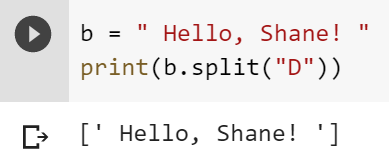 b = " Hello, Shane! "
print(b.split("D"))
[' Hello, Shane! ']